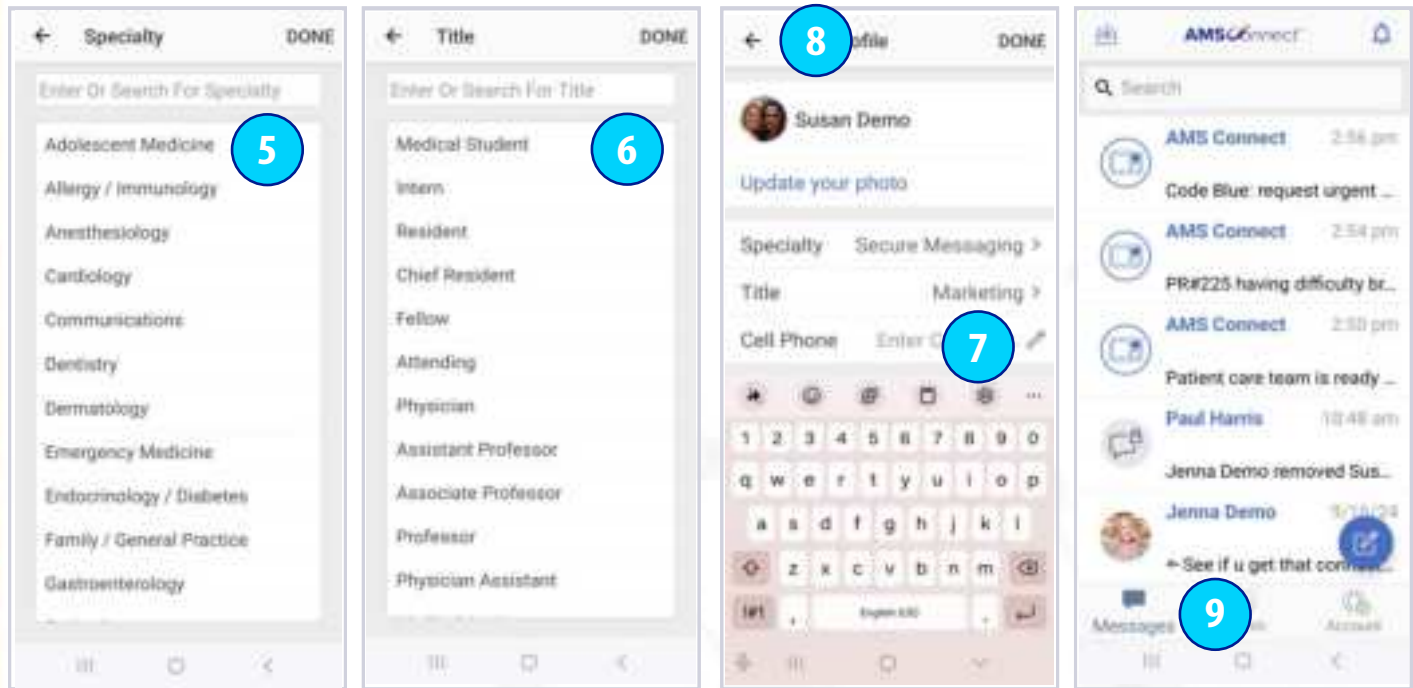 ← Specialty DONE
Enter Or Search For Specialty
5
Adolescent Medicine
Allergy / Immunology
Anesthesiology
Cardiology
Communications
Dentistry
Dermatology
Emergency Medicine
Endocrinology / Diabetes
Family / General Practice
Gastroenterology
← Title DONE
Enter Or Search For Title
6
Medical Student
Intern
Resident
Chief Resident
Fellow
Attending
Physician
Assistant Professor
Associate Professor
Professor
Physician Assistant
← 8 ofile DONE
Susan Demo
Update your photo
Specialty Secure Messaging >
Title Marketing >
Cell Phone Enter 7
1 2 3 4 5 6 7 8 9 0
q w e r t y u i o p
a s d f g h j k l
z x c v b n m
!#1 , English (US) .
AMSConnect
Search
AMS Connect 2:56 pm
Code Blue: request urgent ...
AMS Connect 2:54 pm
PR#225 having difficulty br...
AMS Connect 2:50 pm
Patient care team is ready ...
Paul Harris 10:48 am
Jenna Demo removed Sus...
Jenna Demo
See if u get that
Messages 9 Account